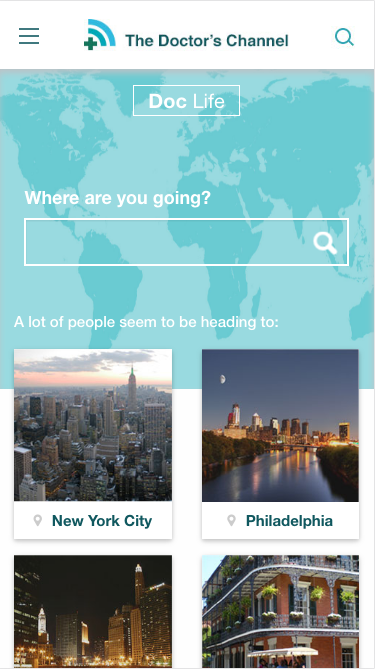 The Doctor's Channel
Doc Life
Where are you going?
A lot of people seem to be heading to:
New York City
Philadelphia